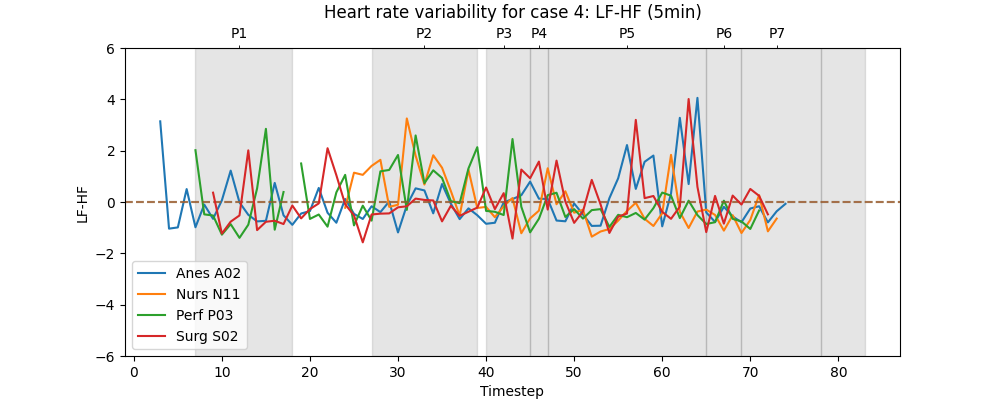 Heart rate variability for case 4: LF-HF (5min)
P1 P2 P3 P4 P5 P6 P7
6
4
2
0
−2
−4
−6
LF-HF
Anes A02
Nurs N11
Perf P03
Surg S02
0 10 20 30 40 50 60 70 80
Timestep